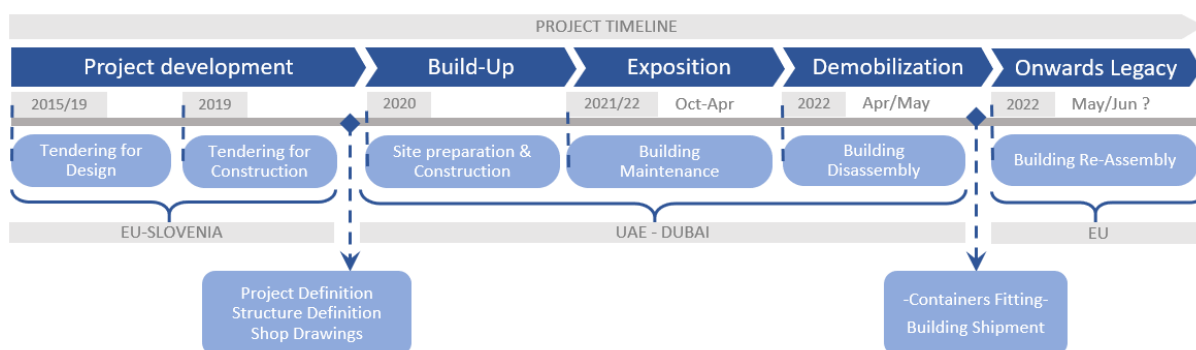 PROJECT TIMELINE
Project development
Build-Up
Exposition
Demobilization
Onwards Legacy
2015/19
2019
2020
2021/22
Oct-Apr
2022
Apr/May
2022
May/Jun ?
Tendering for
Design
Tendering for
Construction
Site preparation &
Construction
Building
Maintenance
Building
Disassembly
Building Re-Assembly
EU-SLOVENIA
UAE - DUBAI
EU
Project Definition
Structure Definition
Shop Drawings
-Containers Fitting-
Building Shipment